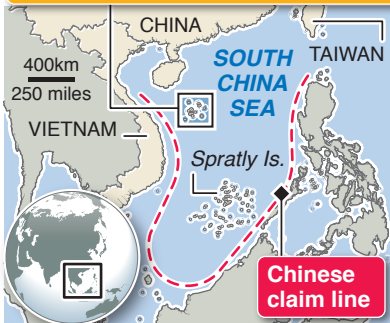 CHINA
TAIWAN
SOUTH
CHINA
SEA
400km
250 miles
VIETNAM
Spratly Is.
Chinese
claim line